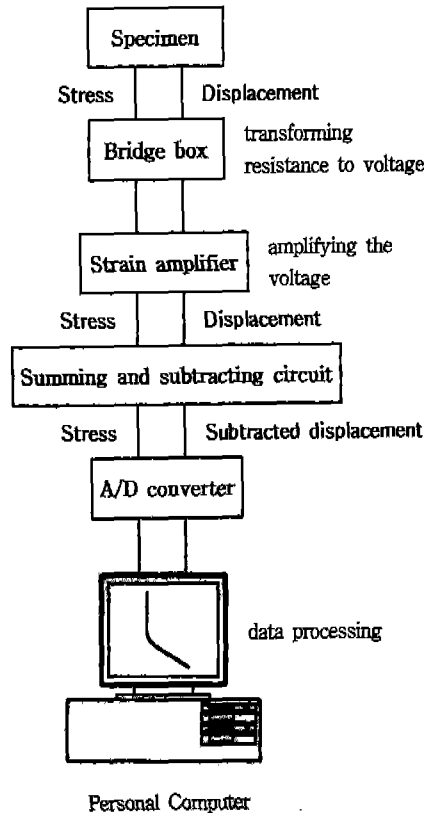 Specimen
Stress Displacement
Bridge box
transforming
resistance to voltage
Strain amplifier
amplifying the
voltage
Stress Displacement
Summing and subtracting circuit
Stress Subtracted displacement
A/D converter
data processing
Personal Computer